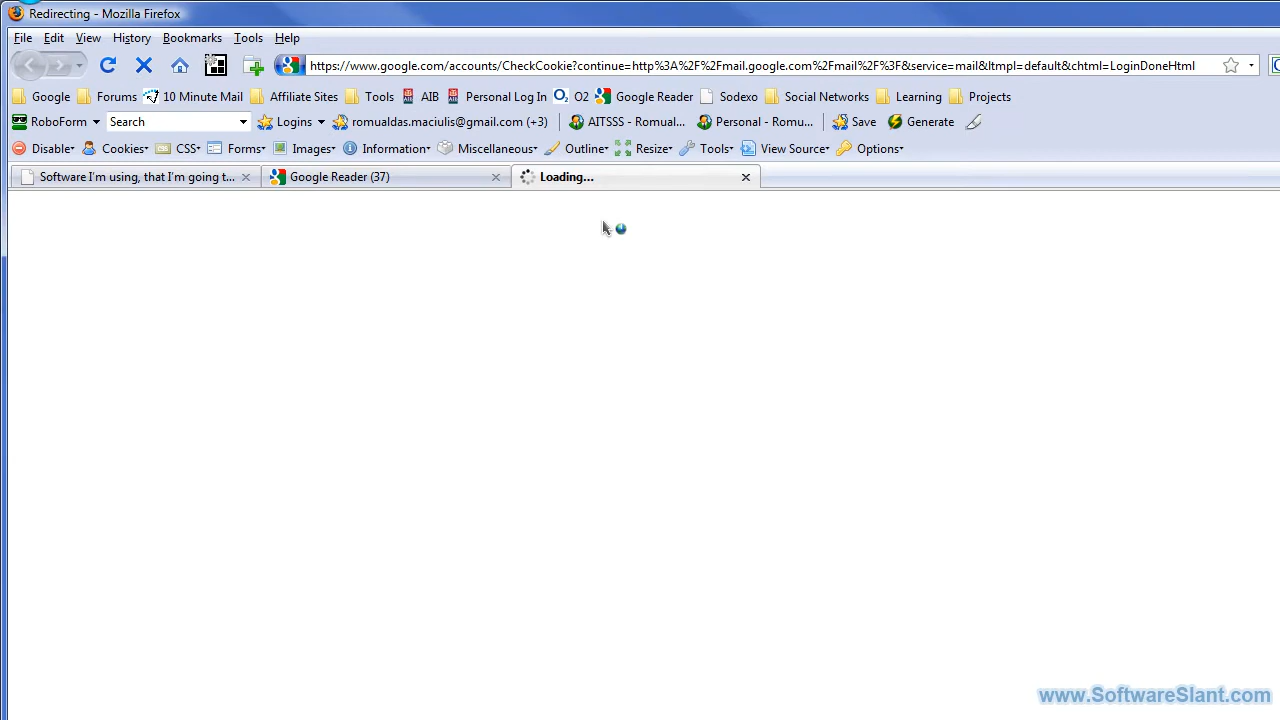 Redirecting - Mozilla Firefox
File Edit View History Bookmarks Tools Help
https://www.google.com/accounts/CheckCookie?continue=http%3A%2F%2Fmail.google.com%2Fmail%2F%3F&service=mail&ltmpl=default&chtml=LoginDoneHtml
Google Forums 10 Minute Mail Affiliate Sites Tools AIB Personal Log In O2 O2 Google Reader Sodexo Social Networks Learning Projects
RoboForm Search Logins romualdas.maciulis@gmail.com (+3) AITSSS - Romual... Personal - Romu... Save Generate
Disable Cookies CSS Forms Images Information Miscellaneous Outline Resize Tools View Source Options
Software I'm using, that I'm going t... Google Reader (37) Loading...
www.SoftwareSlant.com